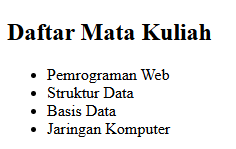 Daftar Mata Kuliah
Pemrograman Web
Struktur Data
Basis Data
Jaringan Komputer